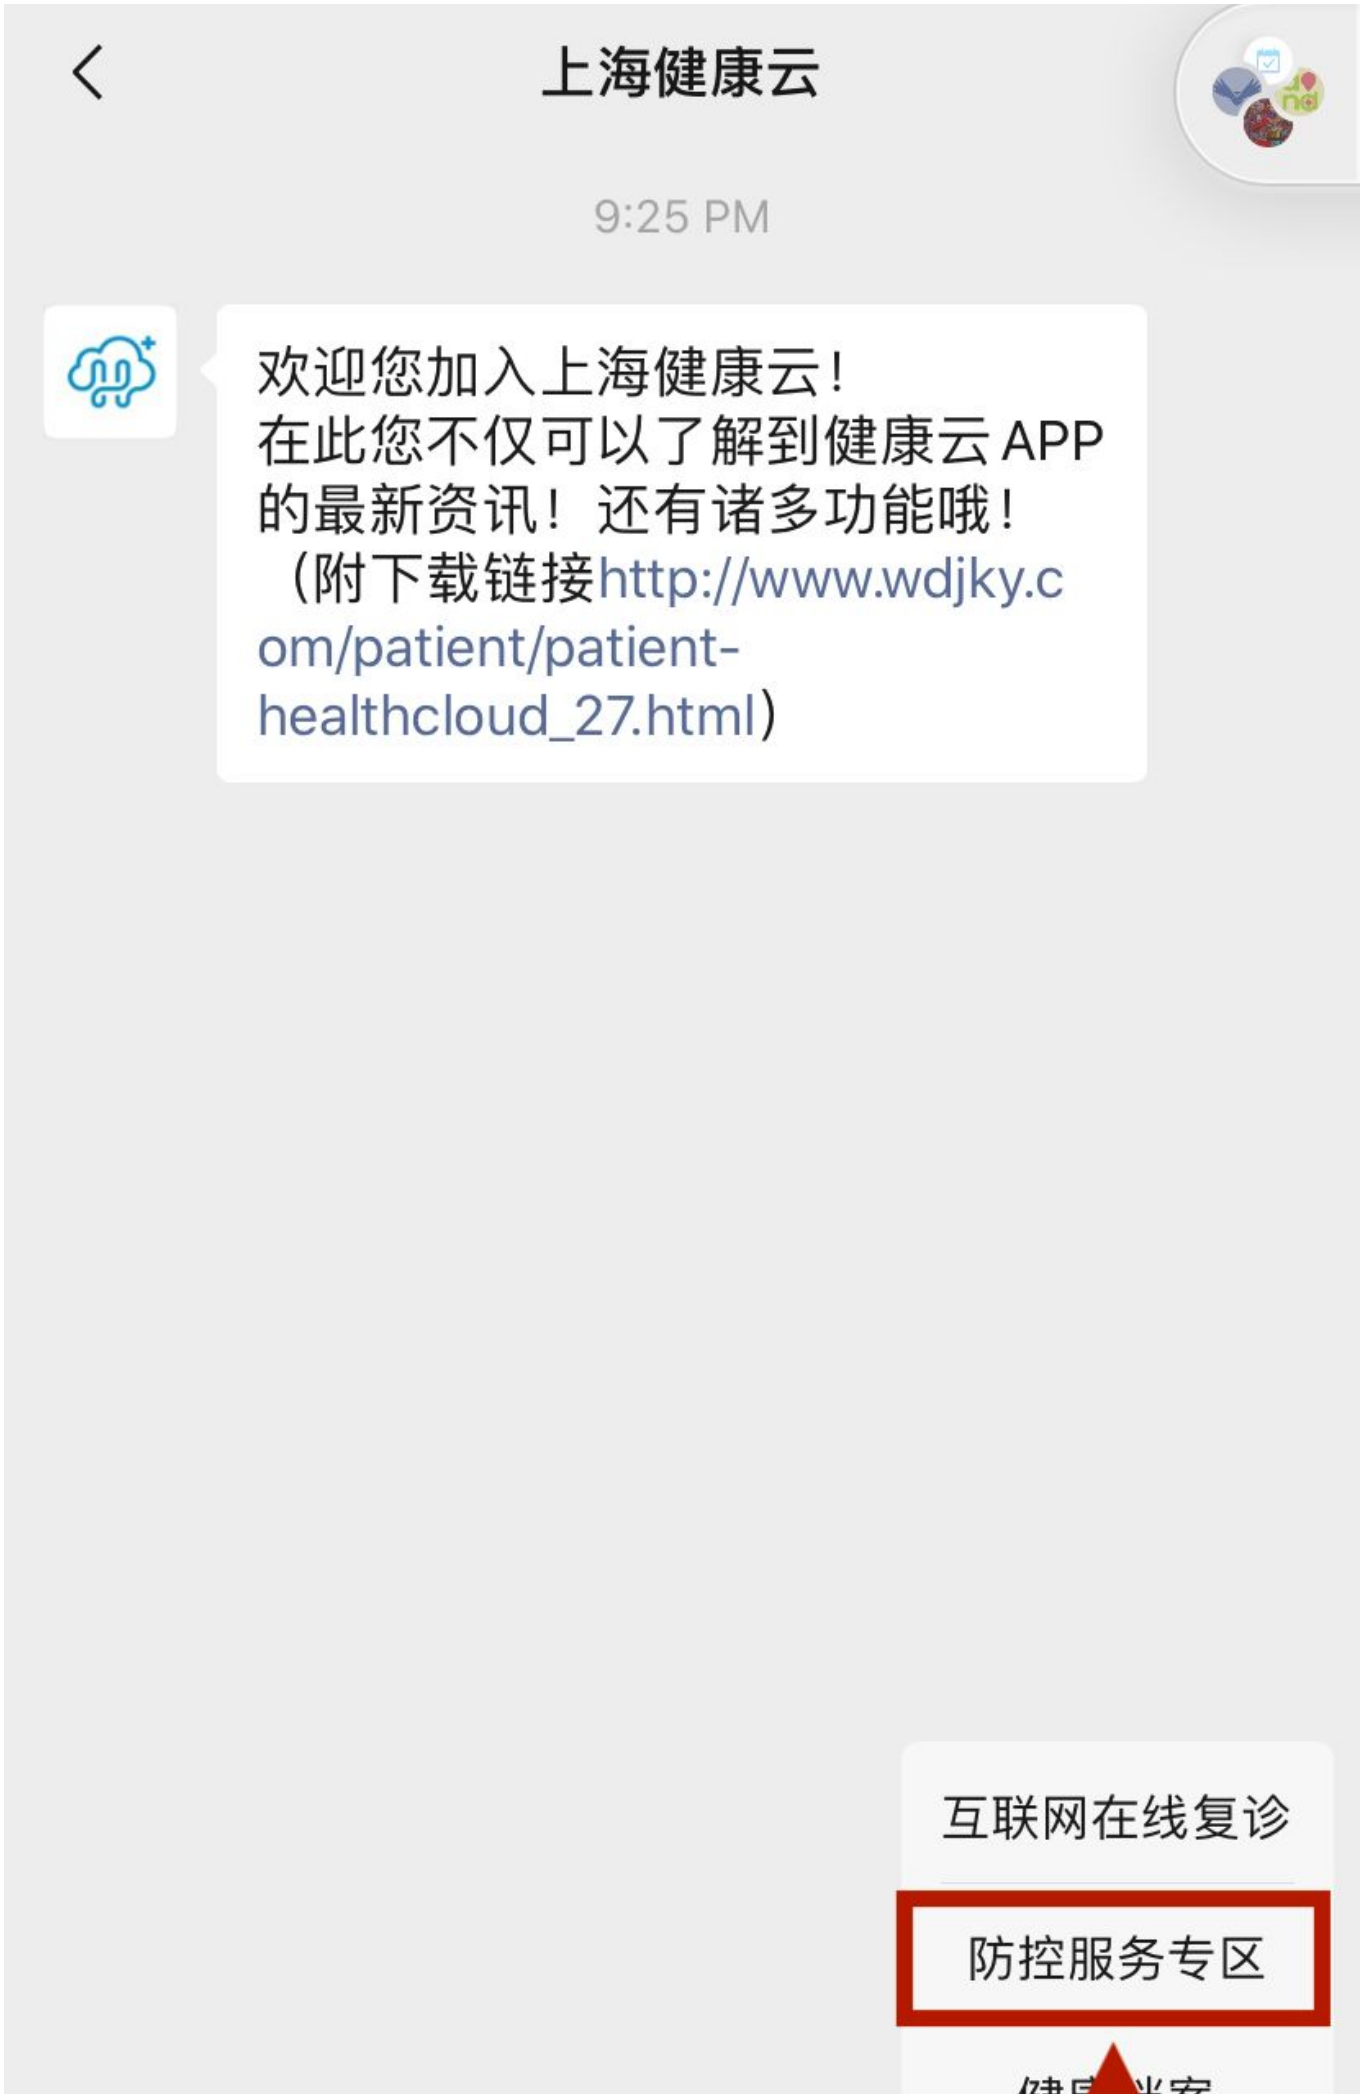 上海健康云
9:25 PM
欢迎您加入上海健康云！
在此您不仅可以了解到健康云APP
的最新资讯！还有诸多功能哦！
（附下载链接http://www.wdjky.c
om/patient/patient-
healthcloud_27.html）
互联网在线复诊
防控服务专区